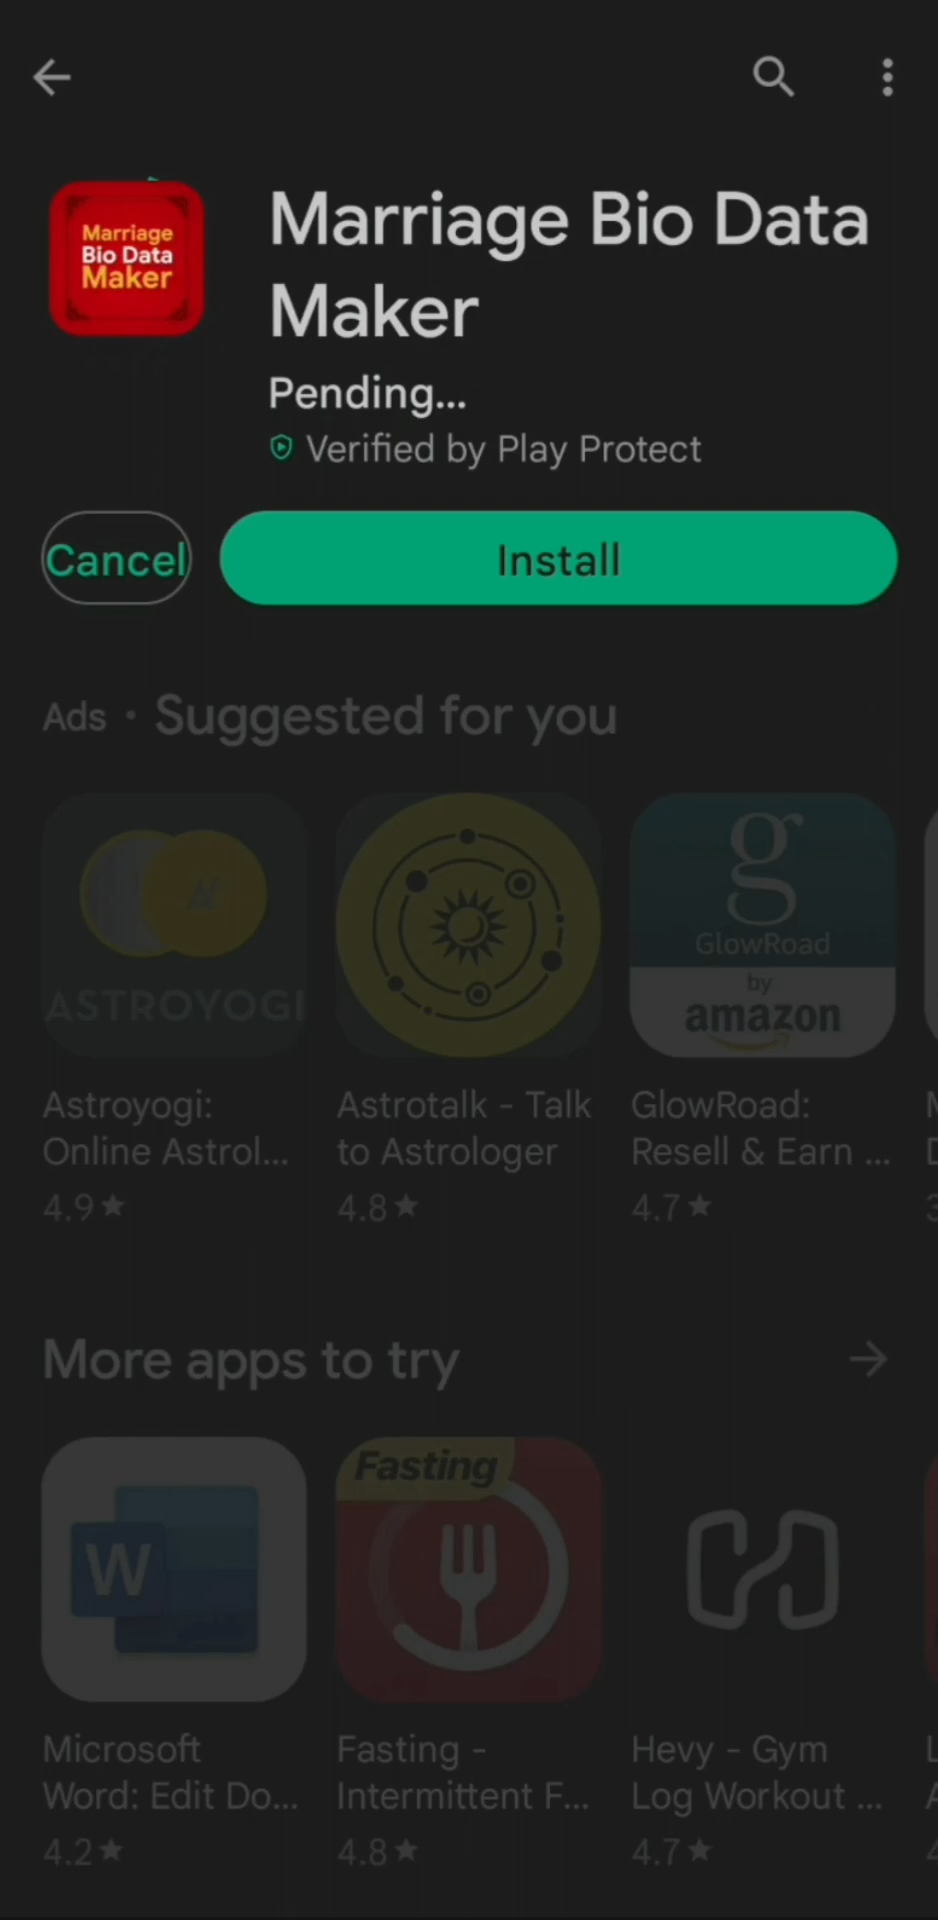 Marriage
Bio Data
Maker
Marriage Bio Data
Maker
Pending...
Verified by Play Protect
Cancel
Install
Ads • Suggested for you
ASTROYOGI
g
GlowRoad
by
amazon
Astroyogi:
Online Astrol...
4.9★
Astrotalk - Talk
to Astrologer
4.8★
GlowRoad:
Resell & Earn ...
4.7★
More apps to try
W
Fasting
Microsoft
Word: Edit Do...
4.2★
Fasting -
Intermittent F...
4.8★
Hevy - Gym
Log Workout ...
4.7★